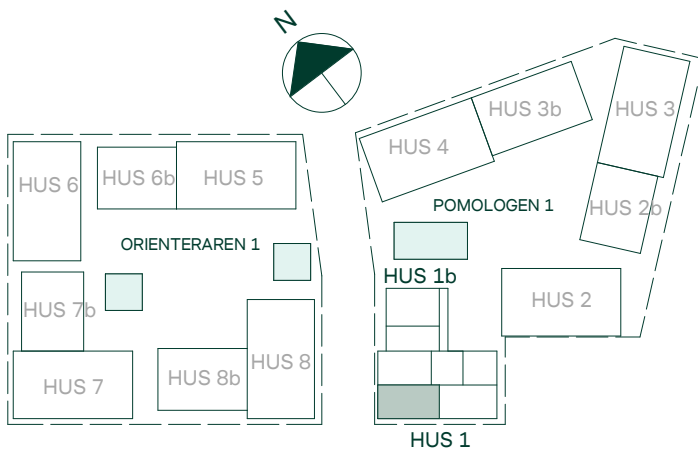 N
HUS 3b
HUS 3
HUS 4
HUS 6
HUS 6b
HUS 5
POMOLOGEN 1
HUS 2b
ORIENTERAREN 1
HUS 1b
HUS 7b
HUS 2
HUS 8
HUS 8b
HUS 7
HUS 1